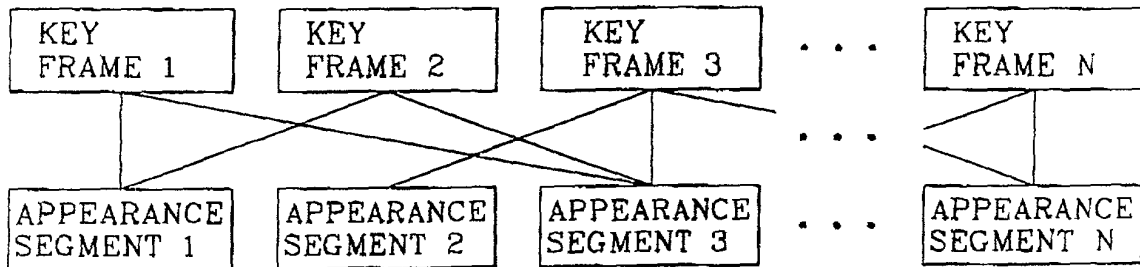 KEY
FRAME 1
KEY
FRAME 2
KEY
FRAME 3
. . .
KEY
FRAME N
. . .
APPEARANCE
SEGMENT 1
APPEARANCE
SEGMENT 2
APPEARANCE
SEGMENT 3
. . .
APPEARANCE
SEGMENT N